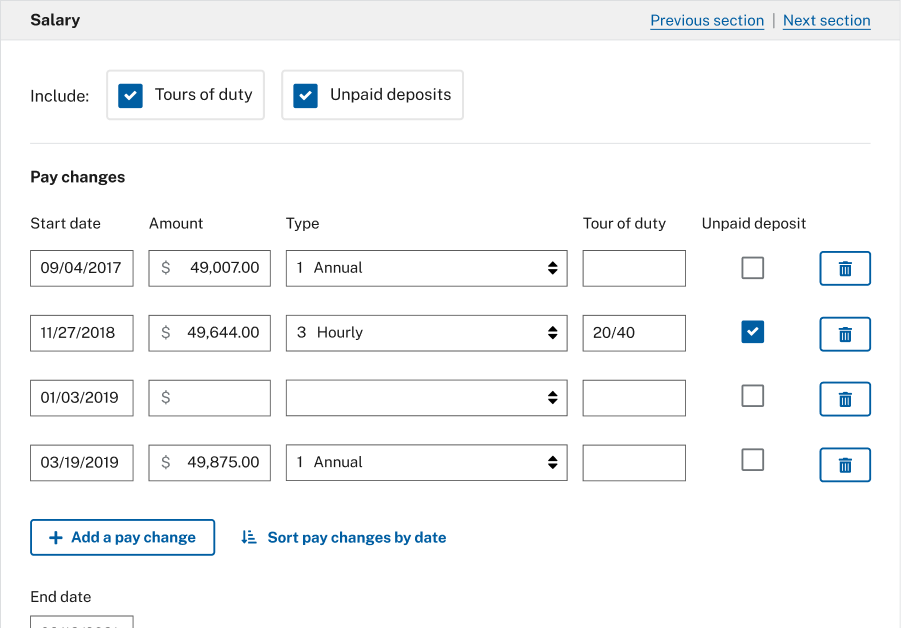 Salary Previous section | Next section
Include: Tours of duty Unpaid deposits
Pay changes
Start date Amount Type Tour of duty Unpaid deposit
09/04/2017 $ 49,007.00 1 Annual
11/27/2018 $ 49,644.00 3 Hourly 20/40
01/03/2019 $
03/19/2019 $ 49,875.00 1 Annual
+ Add a pay change Sort pay changes by date
End date